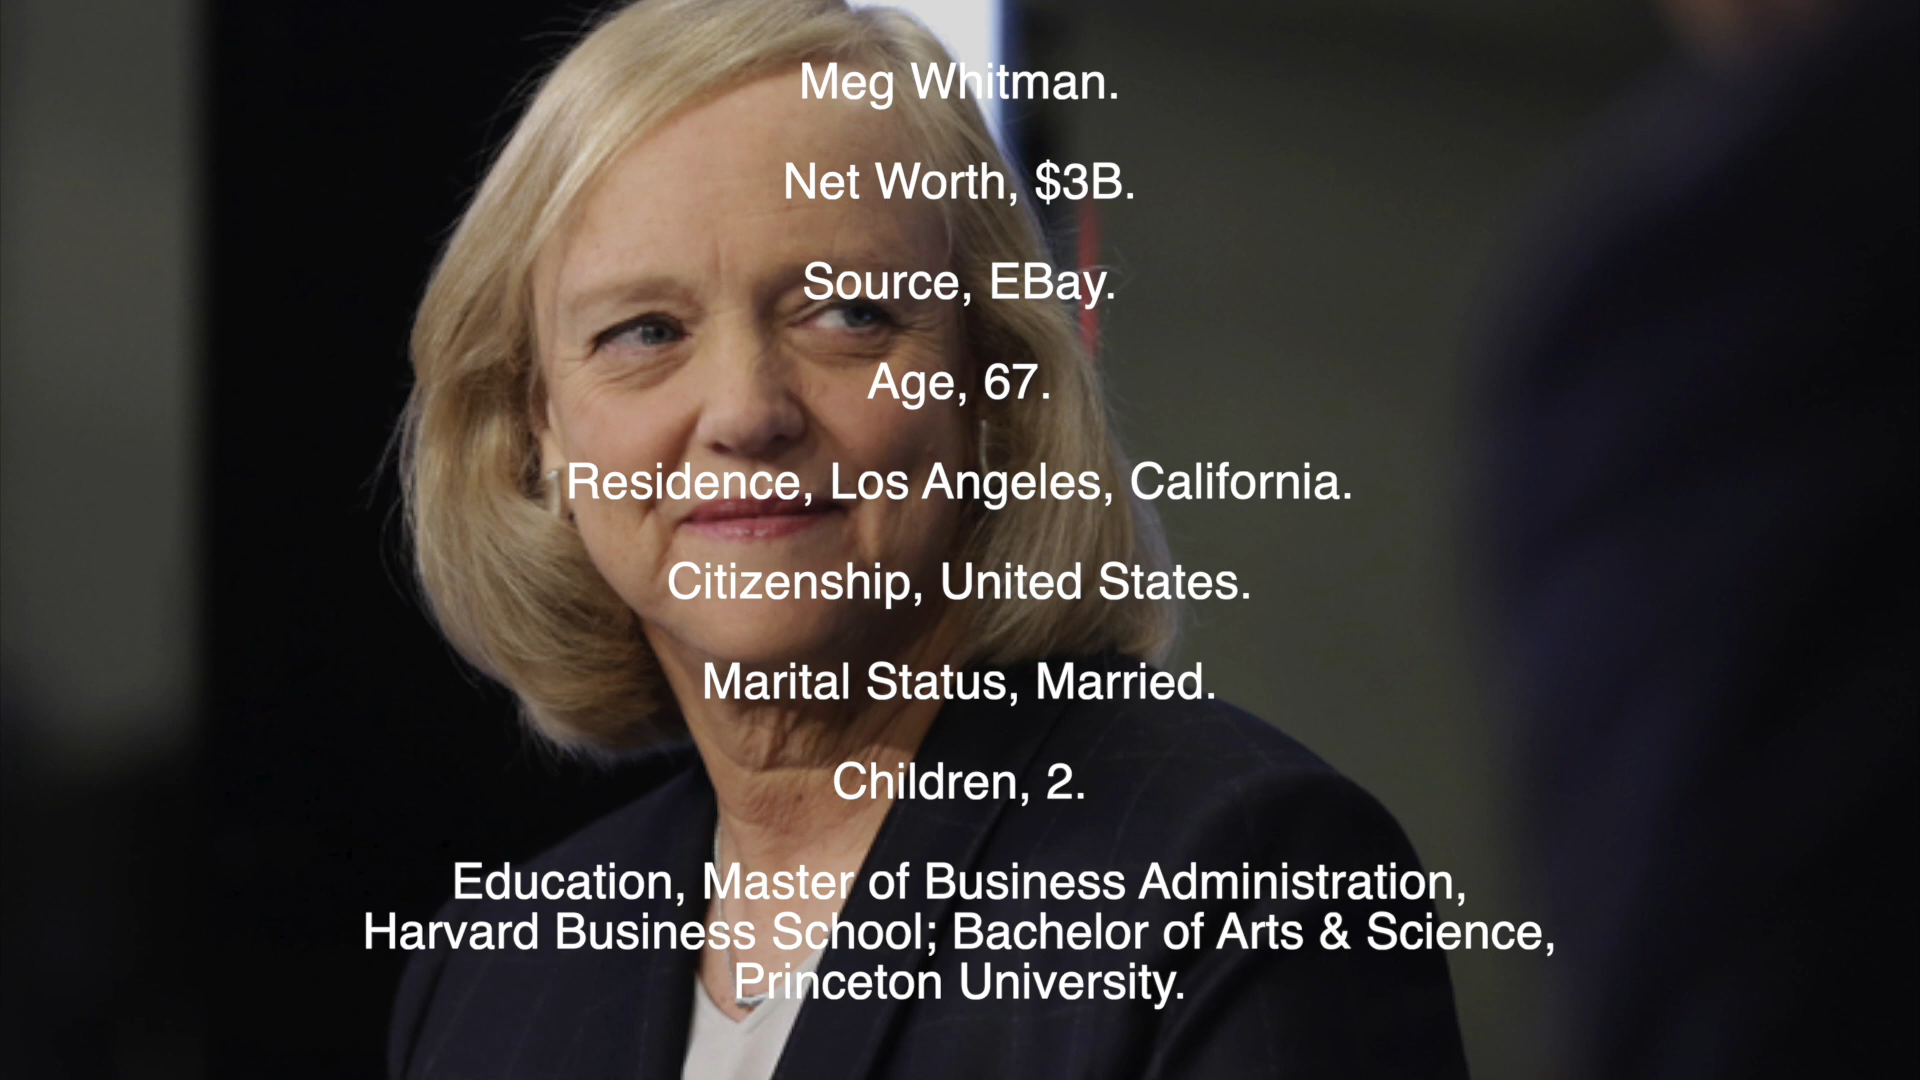 Meg Whitman.
Net Worth, $3B.
Source, EBay.
Age, 67.
Residence, Los Angeles, California.
Citizenship, United States.
Marital Status, Married.
Children, 2.
Education, Master of Business Administration,
Harvard Business School; Bachelor of Arts & Science,
Princeton University.